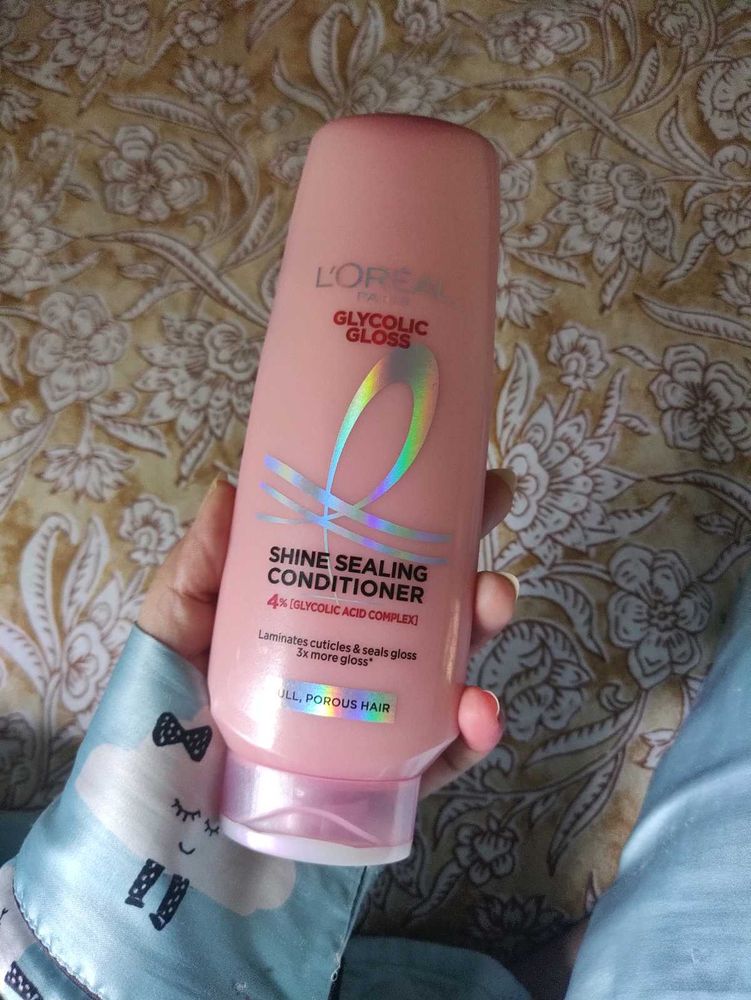 L'ORÉAL
PARIS
GLYCOLIC
GLOSS
SHINE SEALING
CONDITIONER
4% [GLYCOLIC ACID COMPLEX]
Laminates cuticles & seals gloss
3x more gloss*
DULL, POROUS HAIR